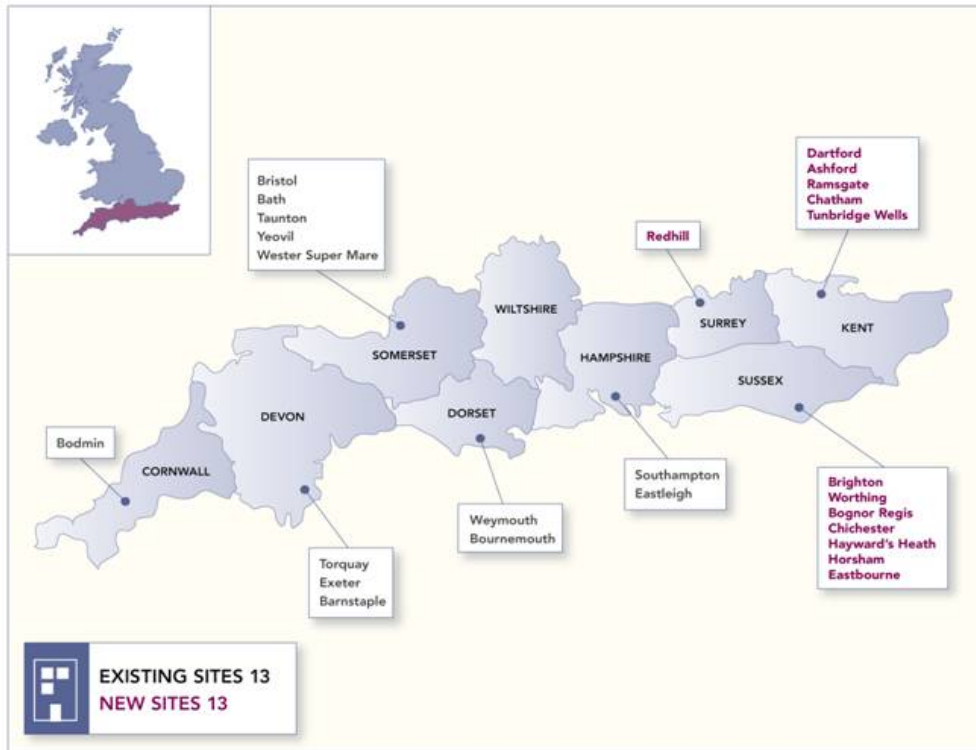 Bristol
Bath
Taunton
Yeovil
Wester Super Mare
Redhill
Dartford
Ashford
Ramsgate
Chatham
Tunbridge Wells
WILTSHIRE
SOMERSET
HAMPSHIRE
SURREY
KENT
SUSSEX
DEVON
DORSET
CORNWALL
Bodmin
Torquay
Exeter
Barnstaple
Weymouth
Bournemouth
Southampton
Eastleigh
Brighton
Worthing
Bognor Regis
Chichester
Hayward's Heath
Horsham
Eastbourne
EXISTING SITES 13
NEW SITES 13